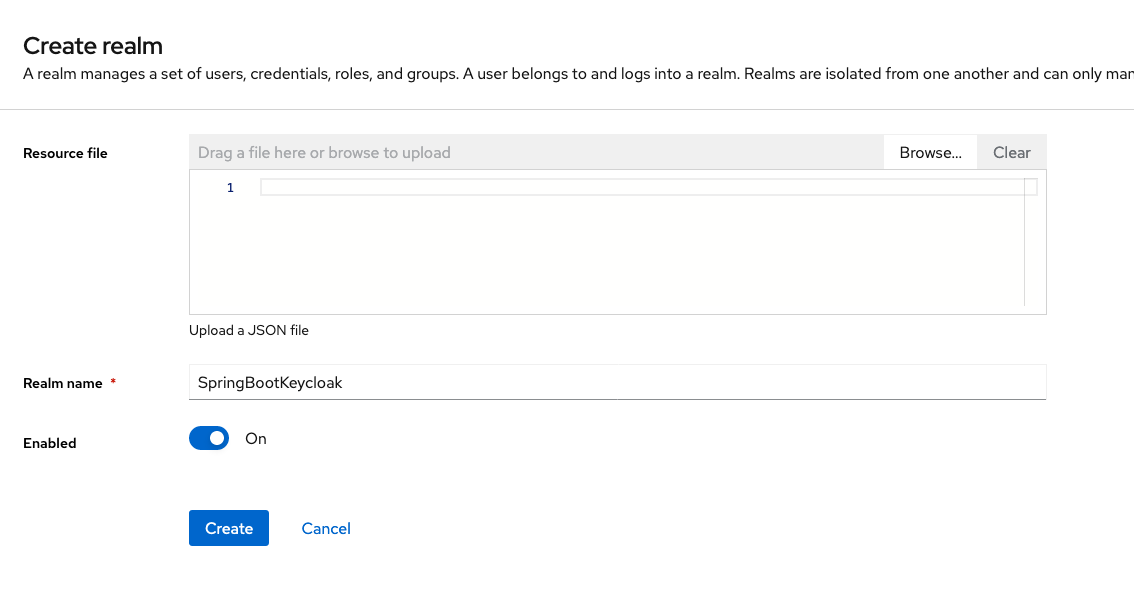 Create realm
A realm manages a set of users, credentials, roles, and groups. A user belongs to and logs into a realm. Realms are isolated from one another and can only
Resource file
Drag a file here or browse to upload
Browse...
Clear
1
Upload a JSON file
Realm name *
SpringBootKeycloak
Enabled
On
Create
Cancel